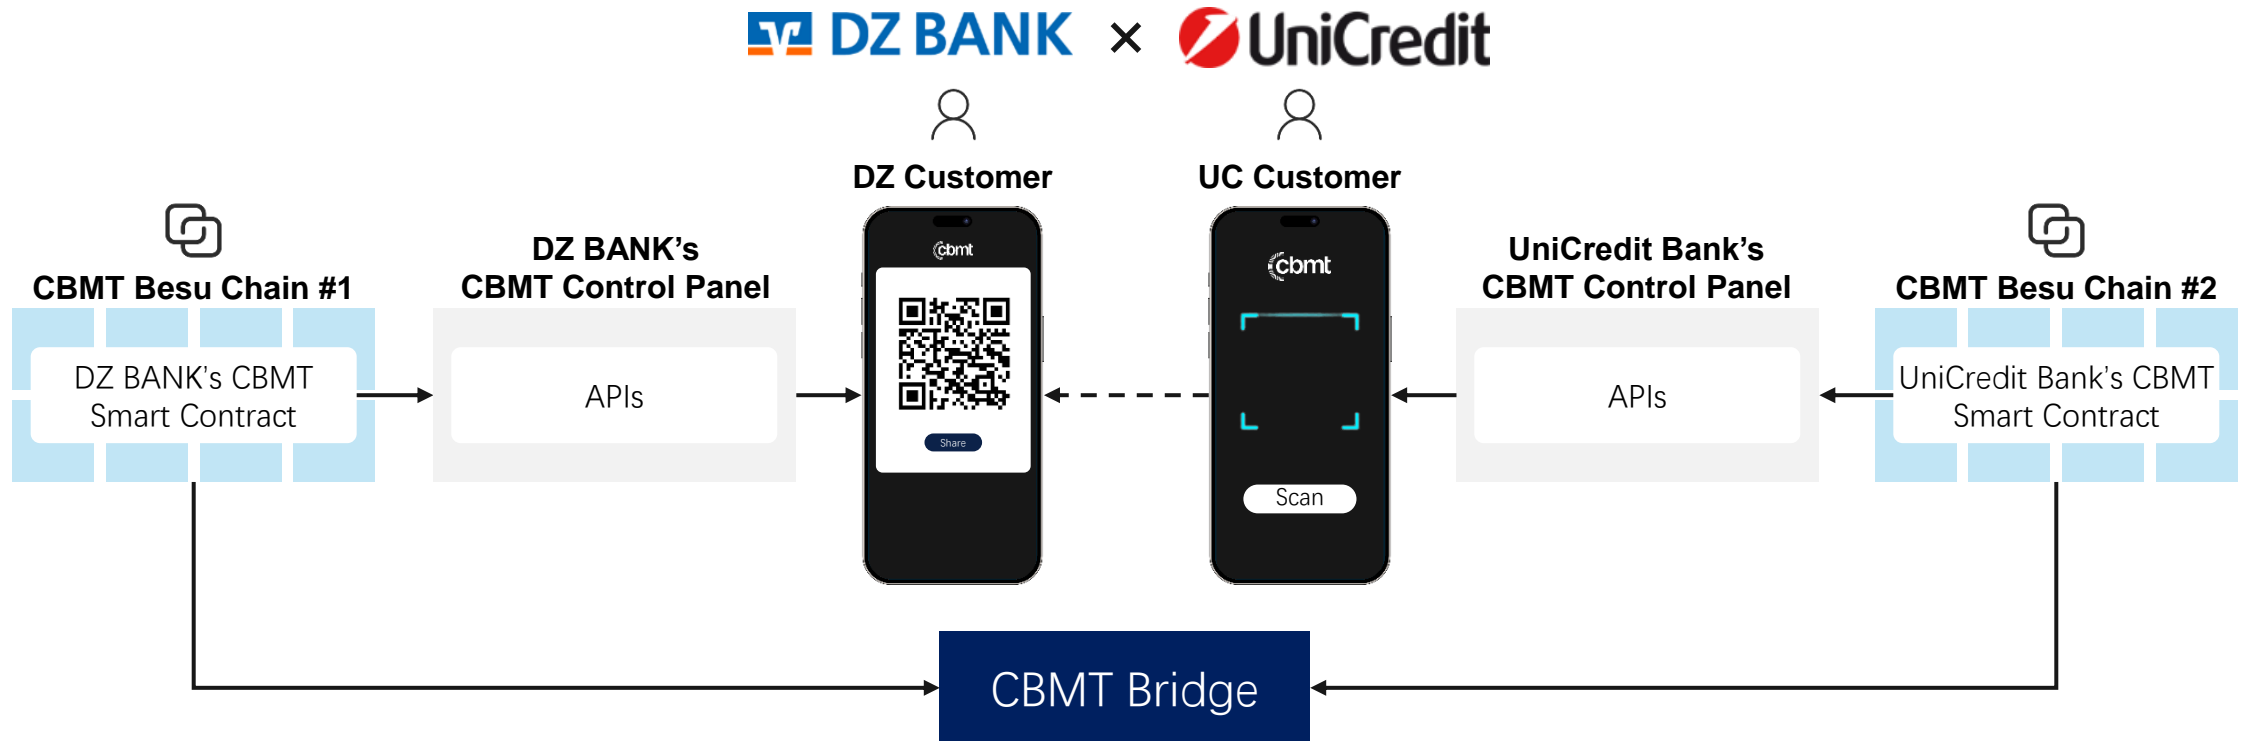 DZ BANK × UniCredit
DZ Customer
UC Customer
CBMT Besu Chain #1
DZ BANK’s CBMT
Smart Contract
DZ BANK’s
CBMT Control Panel
APIs
cbmt
Share
cbmt
Scan
UniCredit Bank’s
CBMT Control Panel
APIs
CBMT Besu Chain #2
UniCredit Bank’s CBMT
Smart Contract
CBMT Bridge